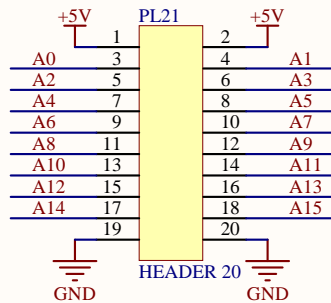 +5V PL21 +5V
1 2
A0 3 4 A1
A2 5 6 A3
A4 7 8 A5
A6 9 10 A7
A8 11 12 A9
A10 13 14 A11
A12 15 16 A13
A14 17 18 A15
19 20
HEADER 20
GND GND